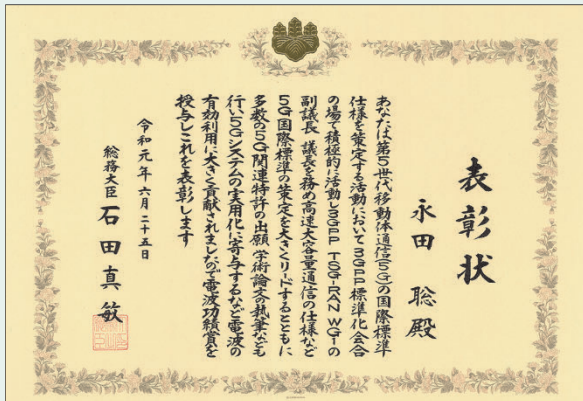 表彰状
永田 聡殿
あなたは第5世代移動体通信(5G)の国際標準
仕様を策定する活動において3GPP標準化会合
の場で積極的に活動し3GPP TSG-RAN WG1の
副議長 議長を務め高速大容量通信の仕様など
5G国際標準の策定を大きくリードするとともに
多数の5G関連特許の出願 学術論文の執筆なども
行い5Gシステムの実用化に寄与するなど電波の
有効利用に大きく貢献されましたので電波功績賞を
授与しこれを表彰します
令和元年六月二十五日
総務大臣 石田真敏